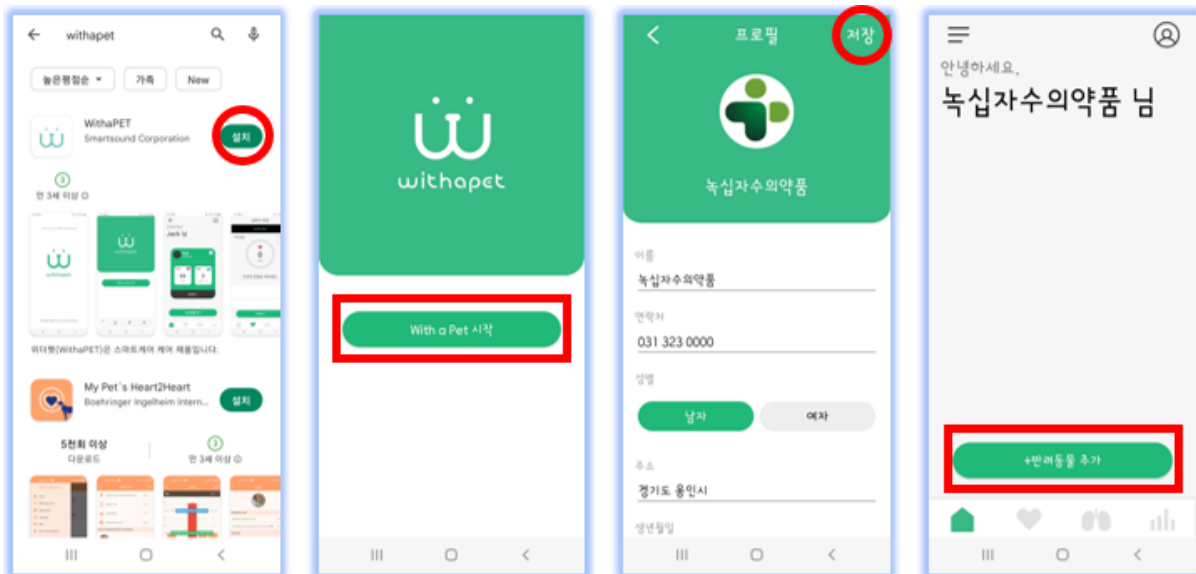 withapet
높은평점순
가족
New
WithaPET
Smartsound Corporation
설치
3
만 3세 이상
Jack 님
위더펫(WithaPET)은 스마트케어 케어 제품입니다.
My Pet´s Heart2Heart
Boehringer Ingelheim Intern...
설치
5천회 이상
다운로드
3
만 3세 이상
withapet
With a Pet 시작
프로필
저장
녹십자수의약품
이름
녹십자수의약품
연락처
031 323 0000
성별
남자
여자
주소
경기도 용인시
생년월일
안녕하세요,
녹십자수의약품 님
+반려동물 추가